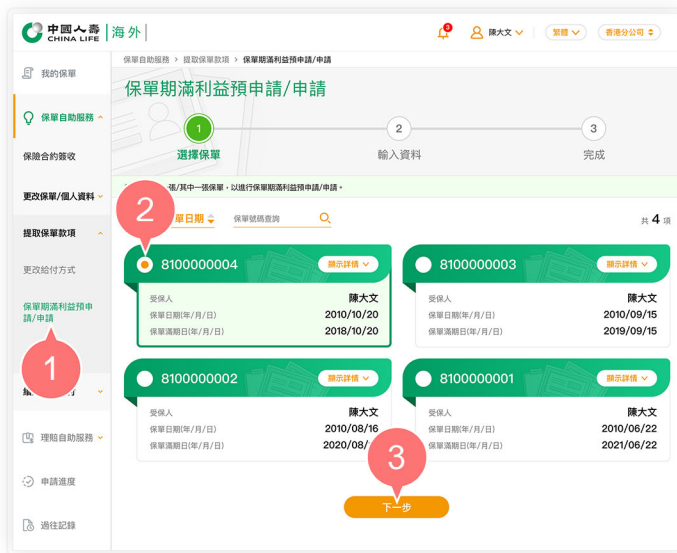 中國人壽
CHINA LIFE
海外
陳大文
繁體
香港分公司
保單自助服務 > 提取保單款項 > 保單期滿利益預申請/申請
我的保單
保單自助服務
保險合約簽收
更改保單/個人資料
提取保單款項
更改給付方式
保單期滿利益預申
請/申請
1
理賠自助服務
申請進度
過往記錄
保單期滿利益預申請/申請
1
2
3
選擇保單
輸入資料
完成
張/其中一張保單，以進行保單期滿利益預申請/申請。
2
單日期
保單號碼查詢
共 4 項
8100000004
顯示詳情
受保人
陳大文
保單日期(年/月/日)
2010/10/20
保單滿期日(年/月/日)
2018/10/20
8100000003
顯示詳情
受保人
陳大文
保單日期(年/月/日)
2010/09/15
保單滿期日(年/月/日)
2019/09/15
8100000002
顯示詳情
受保人
陳大文
保單日期(年/月/日)
2010/08/16
保單滿期日(年/月/日)
2020/08/
8100000001
顯示詳情
受保人
陳大文
保單日期(年/月/日)
2010/06/22
保單滿期日(年/月/日)
2021/06/22
3
下一步